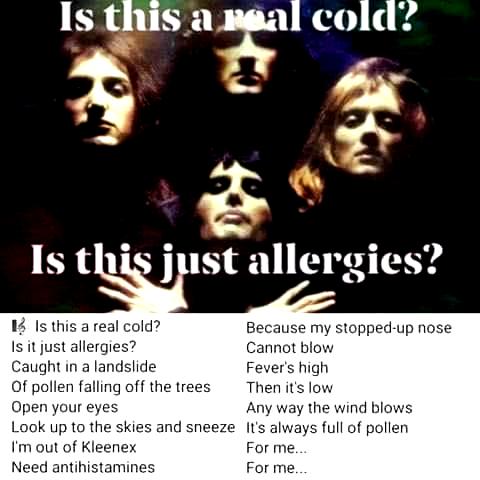 Is this a real cold?
Is this just allergies?
Is this a real cold?
Is it just allergies?
Caught in a landslide
Of pollen falling off the trees
Open your eyes
Look up to the skies and sneeze
I'm out of Kleenex
Need antihistamines
Because my stopped-up nose
Cannot blow
Fever's high
Then it's low
Any way the wind blows
It's always full of pollen
For me...
For me...